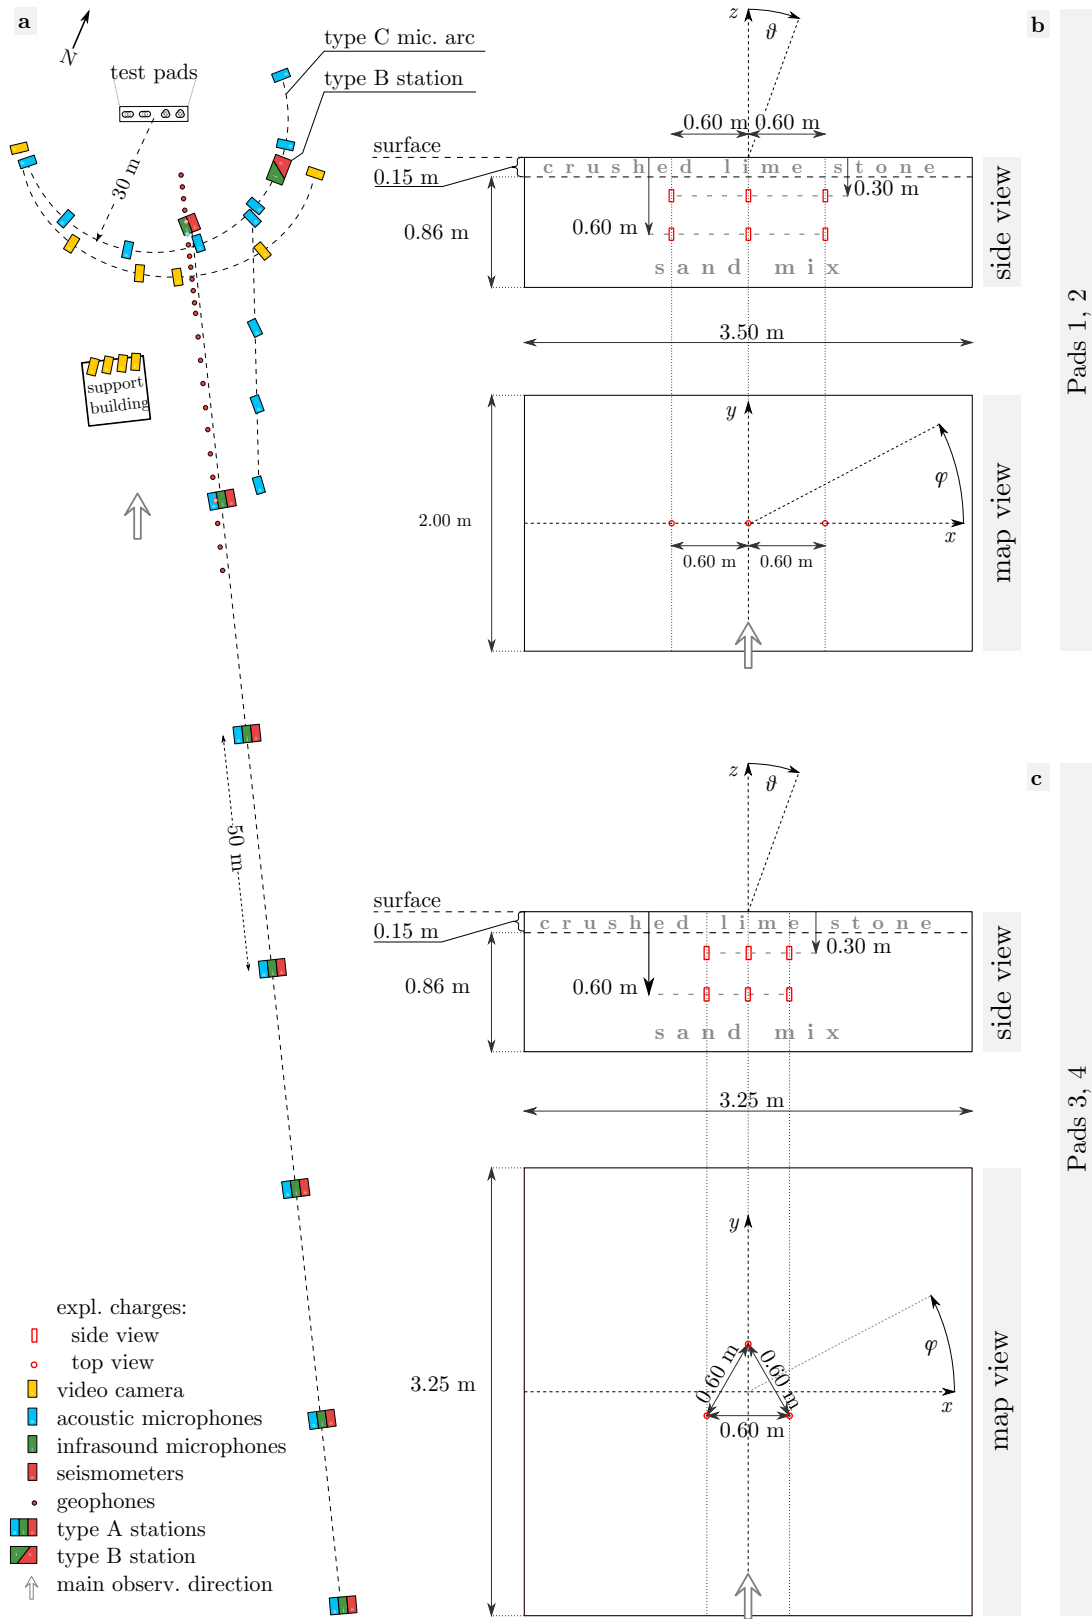 a
N
type C mic. arc
test pads
type B station
30 m
support
building
50 m
expl. charges:
side view
top view
video camera
acoustic microphones
infrasound microphones
seismometers
geophones
type A stations
type B station
main observ. direction
b
z
ϑ
0.60 m 0.60 m
surface
crushed lime stone
0.15 m
0.30 m
0.86 m
0.60 m
sand mix
side view
3.50 m
y
φ
2.00 m
x
0.60 m 0.60 m
map view
Pads 1, 2
c
z
ϑ
surface
crushed lime stone
0.15 m
0.30 m
0.86 m
0.60 m
sand mix
side view
3.25 m
y
φ
0.60 m 0.60 m
3.25 m
x
0.60 m
map view
Pads 3, 4